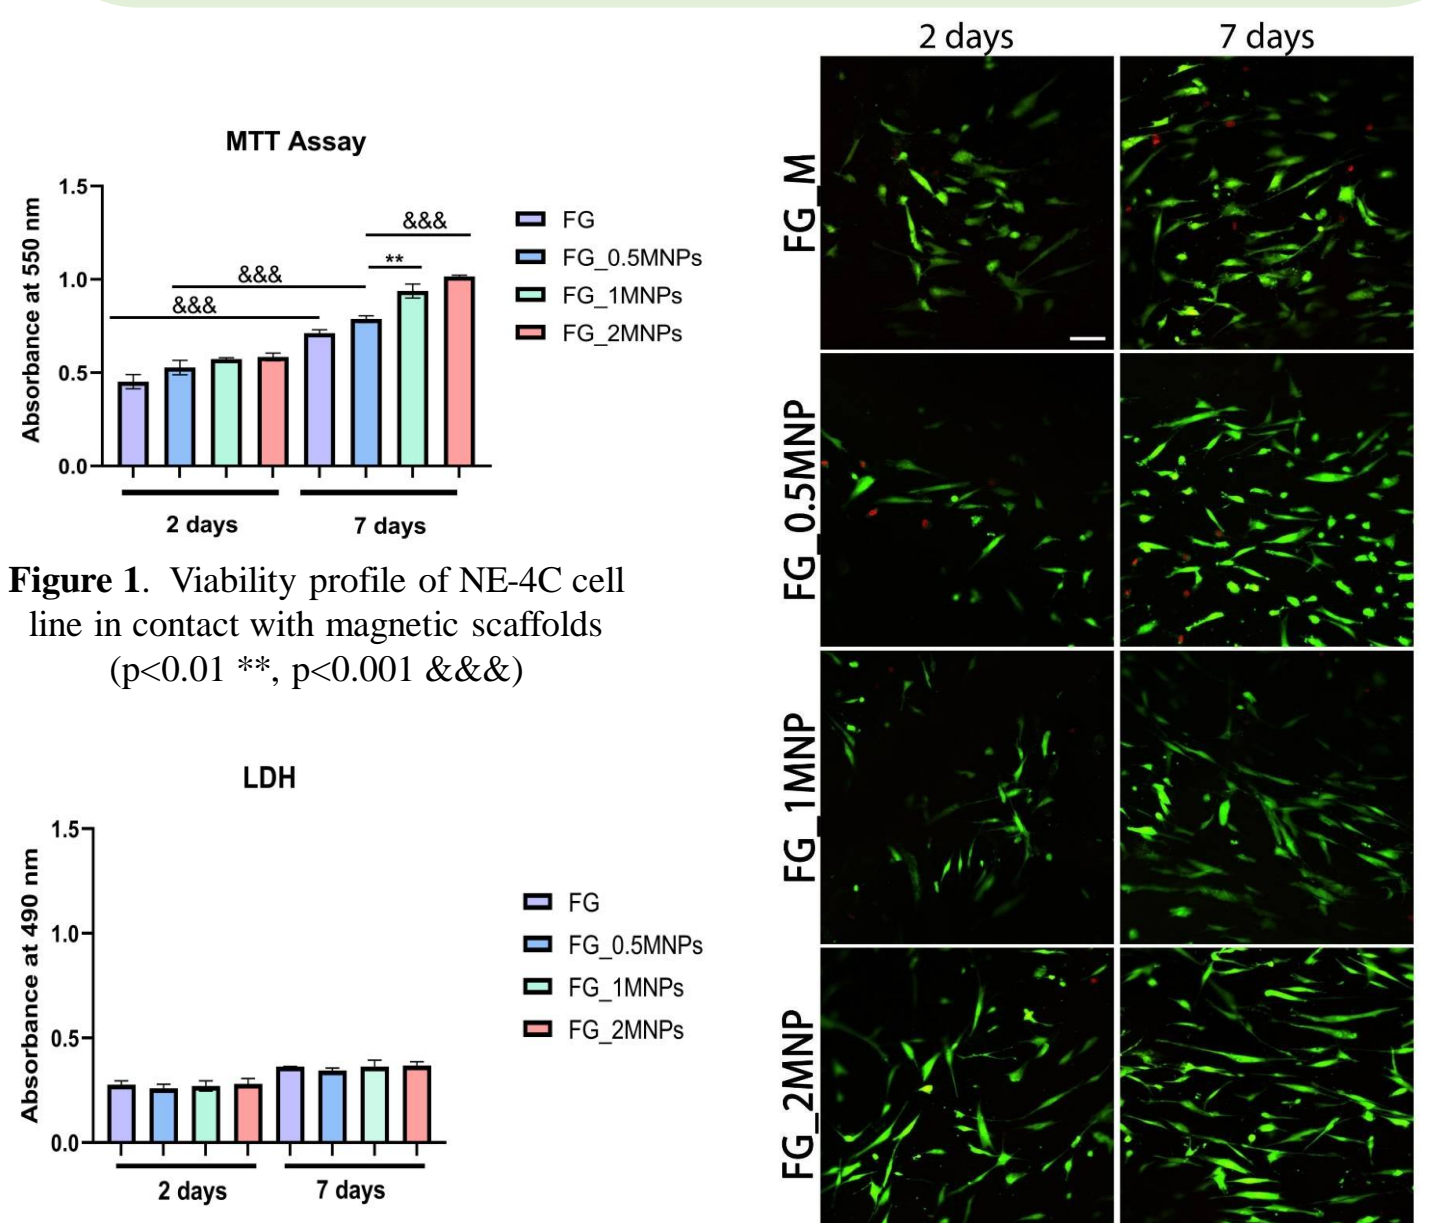 MTT Assay
Absorbance at 550 nm
1.5
1.0
0.5
0.0
&&&
&&&
&&&
**
FG
FG_0.5MNPs
FG_1MNPs
FG_2MNPs
2 days
7 days
Figure 1. Viability profile of NE-4C cell
line in contact with magnetic scaffolds
(p<0.01 **, p<0.001 &&&)
LDH
Absorbance at 490 nm
1.5
1.0
0.5
0.0
FG
FG_0.5MNPs
FG_1MNPs
FG_2MNPs
2 days
7 days
2 days
7 days
FG_M
FG_0.5MNP
FG_1MNP
FG_2MNP